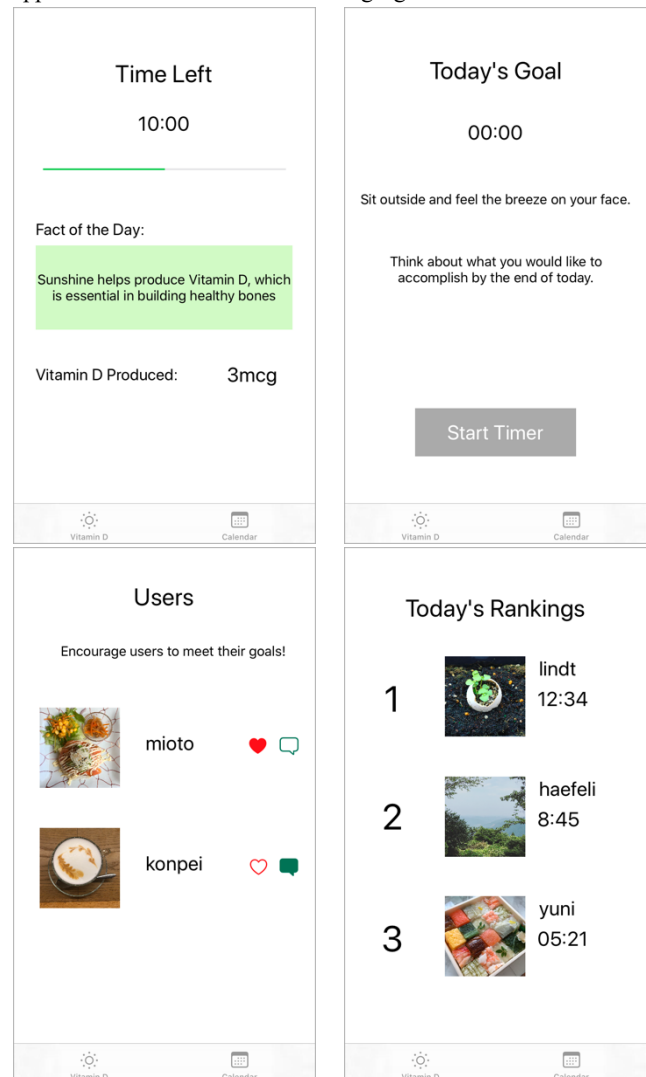 Time Left
10:00
Fact of the Day:
Sunshine helps produce Vitamin D, which
is essential in building healthy bones
Vitamin D Produced: 3mcg
Vitamin D Calendar
Today's Goal
00:00
Sit outside and feel the breeze on your face.
Think about what you would like to
accomplish by the end of today.
Start Timer
Vitamin D Calendar
Users
Encourage users to meet their goals!
mioto
konpei
Vitamin D Calendar
Today's Rankings
1
lindt
12:34
2
haefeli
8:45
3
yuni
05:21
Vitamin D Calendar